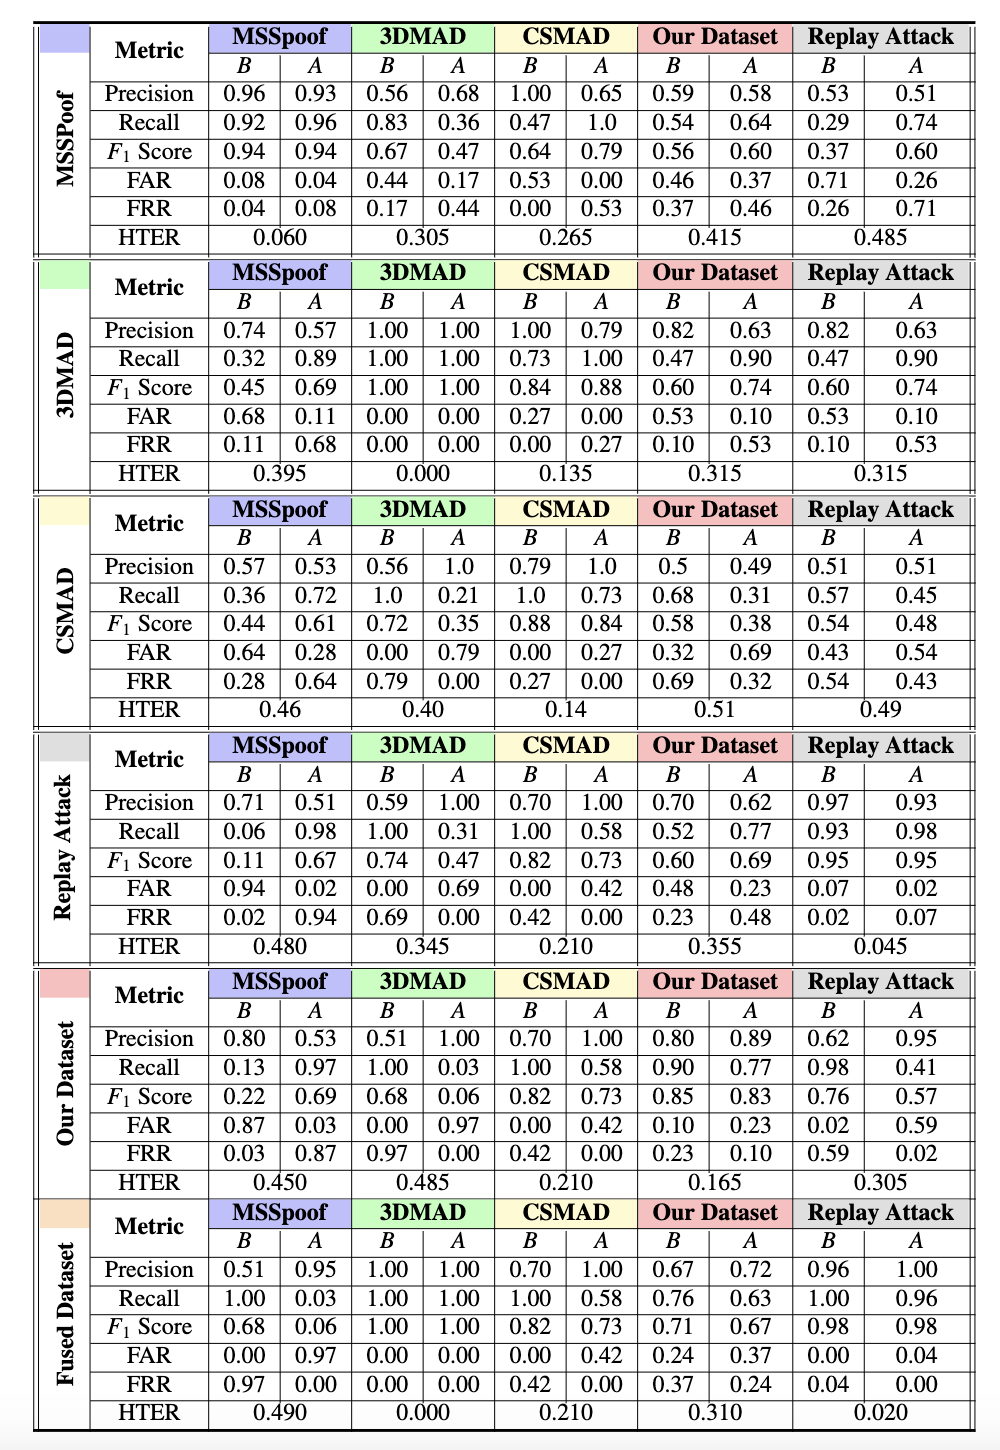 MSSpoof 3DMAD CSMAD Our Dataset Replay Attack
Metric
B A B A B A B A B A
MSSPoof
Precision 0.96 0.93 0.56 0.68 1.00 0.65 0.59 0.58 0.53 0.51
Recall 0.92 0.96 0.83 0.36 0.47 1.0 0.54 0.64 0.29 0.74
F1 Score 0.94 0.94 0.67 0.47 0.64 0.79 0.56 0.60 0.37 0.60
FAR 0.08 0.04 0.44 0.17 0.53 0.00 0.46 0.37 0.71 0.26
FRR 0.04 0.08 0.17 0.44 0.00 0.53 0.37 0.46 0.26 0.71
HTER 0.060 0.305 0.265 0.415 0.485
MSSpoof 3DMAD CSMAD Our Dataset Replay Attack
Metric
B A B A B A B A B A
3DMAD
Precision 0.74 0.57 1.00 1.00 1.00 0.79 0.82 0.63 0.82 0.63
Recall 0.32 0.89 1.00 1.00 0.73 1.00 0.47 0.90 0.47 0.90
F1 Score 0.45 0.69 1.00 1.00 0.84 0.88 0.60 0.74 0.60 0.74
FAR 0.68 0.11 0.00 0.00 0.27 0.00 0.53 0.10 0.53 0.10
FRR 0.11 0.68 0.00 0.00 0.00 0.27 0.10 0.53 0.10 0.53
HTER 0.395 0.000 0.135 0.315 0.315
MSSpoof 3DMAD CSMAD Our Dataset Replay Attack
Metric
B A B A B A B A B A
CSMAD
Precision 0.57 0.53 0.56 1.0 0.79 1.0 0.5 0.49 0.51 0.51
Recall 0.36 0.72 1.0 0.21 1.0 0.73 0.68 0.31 0.57 0.45
F1 Score 0.44 0.61 0.72 0.35 0.88 0.84 0.58 0.38 0.54 0.48
FAR 0.64 0.28 0.00 0.79 0.00 0.27 0.32 0.69 0.43 0.54
FRR 0.28 0.64 0.79 0.00 0.27 0.00 0.69 0.32 0.54 0.43
HTER 0.46 0.40 0.14 0.51 0.49
MSSpoof 3DMAD CSMAD Our Dataset Replay Attack
Metric
B A B A B A B A B A
Replay Attack
Precision 0.71 0.51 0.59 1.00 0.70 1.00 0.70 0.62 0.97 0.93
Recall 0.06 0.98 1.00 0.31 1.00 0.58 0.52 0.77 0.93 0.98
F1 Score 0.11 0.67 0.74 0.47 0.82 0.73 0.60 0.69 0.95 0.95
FAR 0.94 0.02 0.00 0.69 0.00 0.42 0.48 0.23 0.07 0.02
FRR 0.02 0.94 0.69 0.00 0.42 0.00 0.23 0.48 0.02 0.07
HTER 0.480 0.345 0.210 0.355 0.045
MSSpoof 3DMAD CSMAD Our Dataset Replay Attack
Metric
B A B A B A B A B A
Our Dataset
Precision 0.80 0.53 0.51 1.00 0.70 1.00 0.80 0.89 0.62 0.95
Recall 0.13 0.97 1.00 0.03 1.00 0.58 0.90 0.77 0.98 0.41
F1 Score 0.22 0.69 0.68 0.06 0.82 0.73 0.85 0.83 0.76 0.57
FAR 0.87 0.03 0.00 0.97 0.00 0.42 0.10 0.23 0.02 0.59
FRR 0.03 0.87 0.97 0.00 0.42 0.00 0.23 0.10 0.59 0.02
HTER 0.450 0.485 0.210 0.165 0.305
MSSpoof 3DMAD CSMAD Our Dataset Replay Attack
Metric
B A B A B A B A B A
Fused Dataset
Precision 0.51 0.95 1.00 1.00 0.70 1.00 0.67 0.72 0.96 1.00
Recall 1.00 0.03 1.00 1.00 1.00 0.58 0.76 0.63 1.00 0.96
F1 Score 0.68 0.06 1.00 1.00 0.82 0.73 0.71 0.67 0.98 0.98
FAR 0.00 0.97 0.00 0.00 0.00 0.42 0.24 0.37 0.00 0.04
FRR 0.97 0.00 0.00 0.00 0.42 0.00 0.37 0.24 0.04 0.00
HTER 0.490 0.000 0.210 0.310 0.020